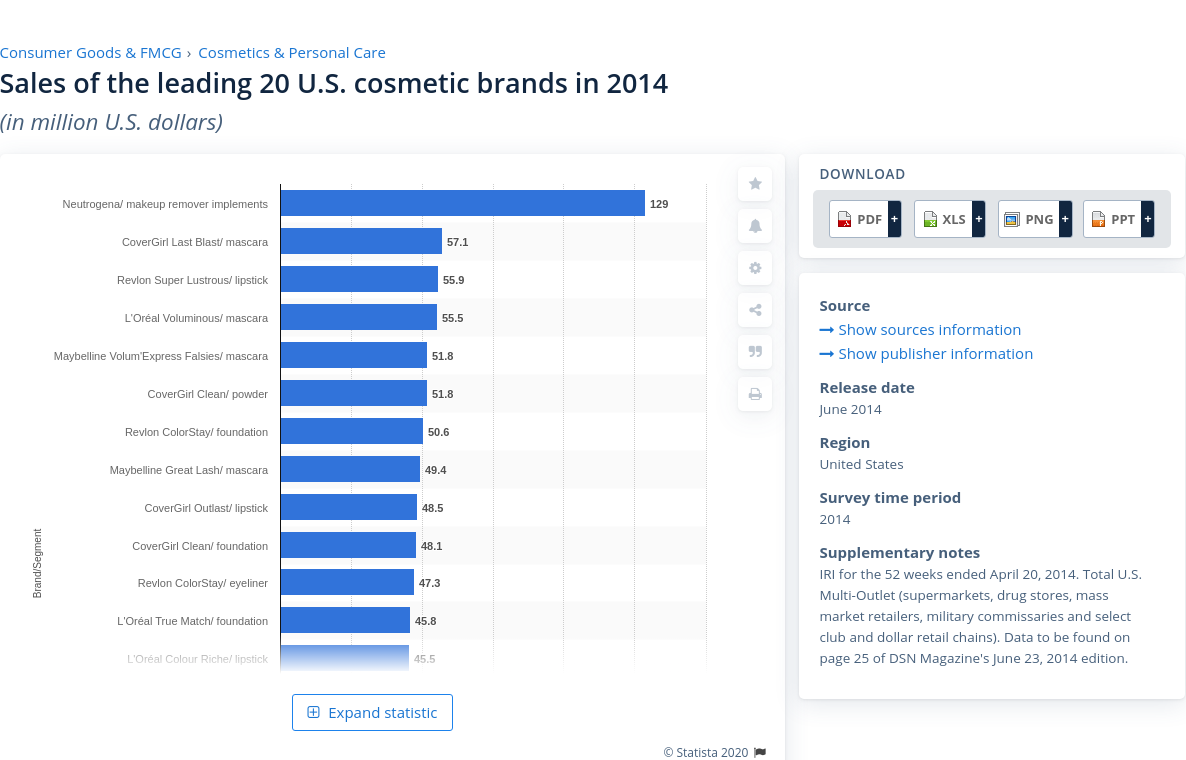 Consumer Goods & FMCG › Cosmetics & Personal Care
Sales of the leading 20 U.S. cosmetic brands in 2014
(in million U.S. dollars)
Neutrogena/ makeup remover implements 129
CoverGirl Last Blast/ mascara 57.1
Revlon Super Lustrous/ lipstick 55.9
L'Oréal Voluminous/ mascara 55.5
Maybelline Volum'Express Falsies/ mascara 51.8
CoverGirl Clean/ powder 51.8
Revlon ColorStay/ foundation 50.6
Maybelline Great Lash/ mascara 49.4
CoverGirl Outlast/ lipstick 48.5
CoverGirl Clean/ foundation 48.1
Revlon ColorStay/ eyeliner 47.3
L'Oréal True Match/ foundation 45.8
L'Oréal Colour Riche/ lipstick 45.5
Brand/Segment
Expand statistic
© Statista 2020
DOWNLOAD
PDF + XLS + PNG + PPT +
Source
Show sources information
Show publisher information
Release date
June 2014
Region
United States
Survey time period
2014
Supplementary notes
IRI for the 52 weeks ended April 20, 2014. Total U.S.
Multi-Outlet (supermarkets, drug stores, mass
market retailers, military commissaries and select
club and dollar retail chains). Data to be found on
page 25 of DSN Magazine's June 23, 2014 edition.